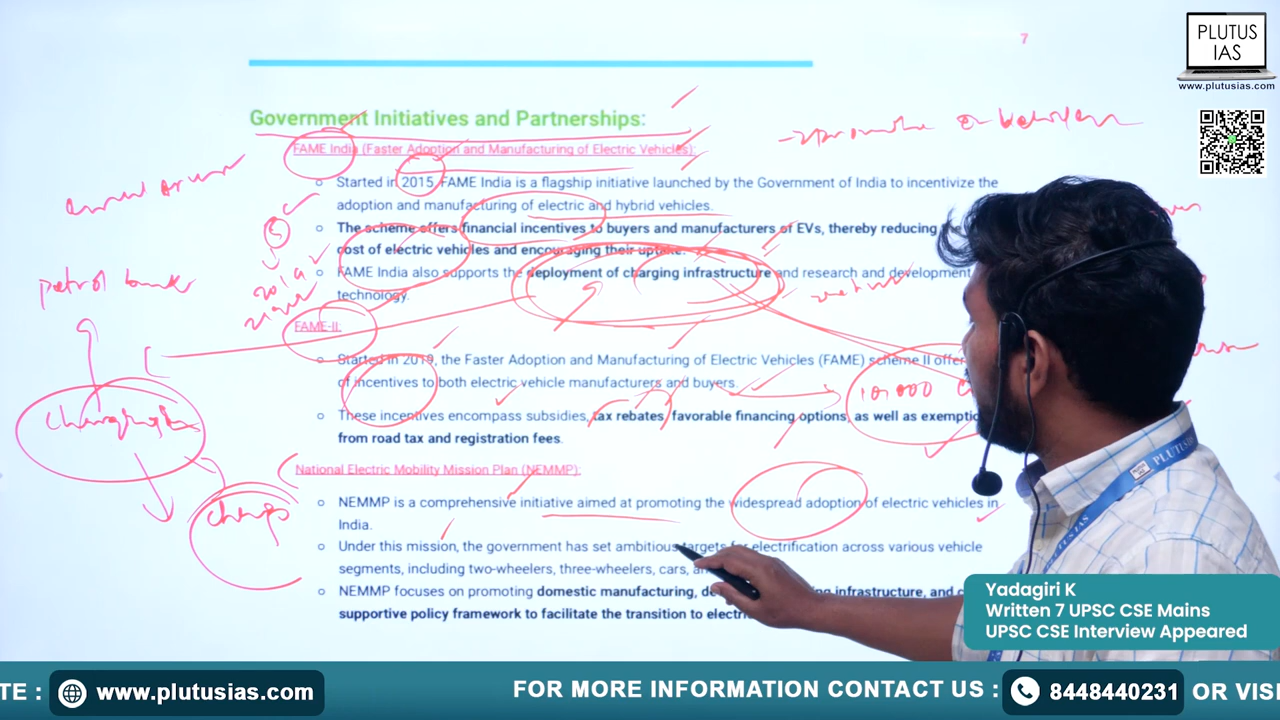 7
PLUTUS
IAS
www.plutusias.com
Government Initiatives and Partnerships:
FAME India (Faster Adoption and Manufacturing of Electric Vehicles):
Started in 2015, FAME India is a flagship initiative launched by the Government of India to incentivize the
adoption and manufacturing of electric and hybrid vehicles.
The scheme offers financial incentives to buyers and manufacturers of EVs, thereby reducing
cost of electric vehicles and encouraging their uptake.
FAME India also supports the deployment of charging infrastructure and research and development
technology.
petrol bunks
FAME-II:
Started in 2019, the Faster Adoption and Manufacturing of Electric Vehicles (FAME) scheme II offer
of incentives to both electric vehicle manufacturers and buyers.
10,000
These incentives encompass subsidies, tax rebates, favorable financing options, as well as
from road tax and registration fees.
National Electric Mobility Mission Plan (NEMMP):
NEMMP is a comprehensive initiative aimed at promoting the widespread adoption of electric vehicles in
India.
Under this mission, the government has set ambitious targets for electrification across various vehicle
segments, including two-wheelers, three-wheelers, cars,
NEMMP focuses on promoting domestic manufacturing, infrastructure, and
supportive policy framework to facilitate the transition to
PLUTUS IAS
Yadagiri K
Written 7 UPSC CSE Mains
UPSC CSE Interview Appeared
TE : www.plutusias.com FOR MORE INFORMATION CONTACT US : 8448440231 OR VISI